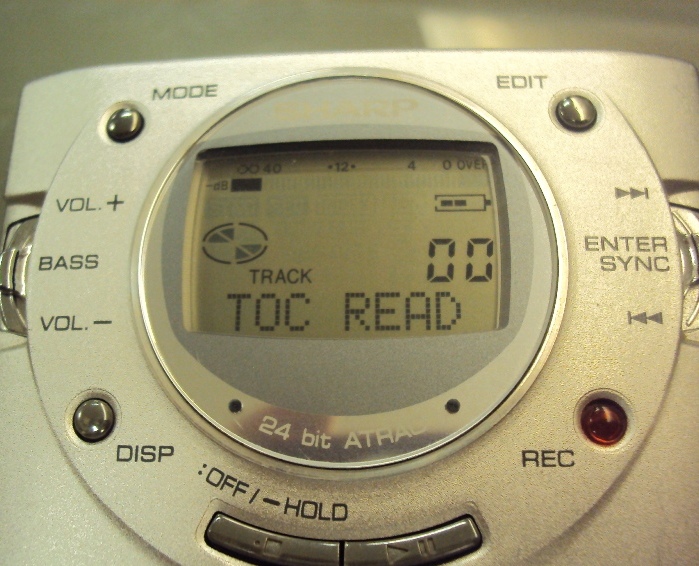 MODE
EDIT
SHARP
∞ 40 •12• 4 0 OVER
-dB
VOL. +
BASS
VOL. -
ENTER
SYNC
TRACK
00
TOC READ
24 bit ATRAC
DISP
REC
:OFF/-HOLD